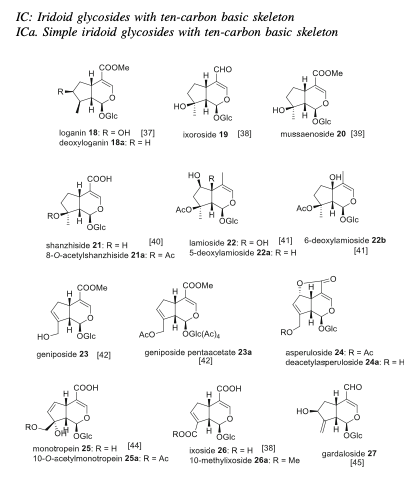 IC: Iridoid glycosides with ten-carbon basic skeleton
ICa. Simple iridoid glycosides with ten-carbon basic skeleton
H COOMe
R
O
H
OGlc
loganin 18: R = OH [37]
deoxyloganin 18a: R = H
H CHO
O
HO H
OGlc
ixoroside 19 [38]
H COOMe
O
HO H
OGlc
mussaenoside 20 [39]
H COOH
O
RO H
OGlc
shanzhiside 21: R = H [40]
8-O-acetylshanzhiside 21a: R = Ac
HO R
O
AcO H
OGlc
lamioside 22: R = OH [41]
5-deoxylamioside 22a: R = H
OH
O
AcO H
OGlc
6-deoxylamioside 22b
[41]
H COOMe
O
H
HO OGlc
geniposide 23 [42]
H COOMe
O
H
AcO OGlc(Ac)4
geniposide pentaacetate 23a
[42]
O O
H
O
H
RO OGlc
asperuloside 24: R = Ac
deacetylasperuloside 24a: R = H
H COOH
O
RO OH H
OGlc
monotropein 25: R = H [44]
10-O-acetylmonotropein 25a: R = Ac
H COOH
O
H
ROOC OGlc
ixoside 26: R = H [38]
10-methylixoside 26a: R = Me
H CHO
HO
O
H
OGlc
gardaloside 27
[45]